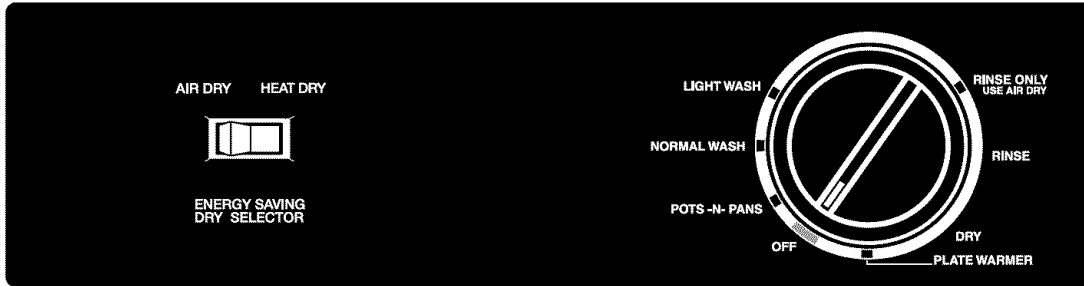 AIR DRY HEAT DRY
ENERGY SAVING
DRY SELECTOR
LIGHT WASH
NORMAL WASH
POTS -N- PANS
OFF
RINSE ONLY
USE AIR DRY
RINSE
DRY
PLATE WARMER